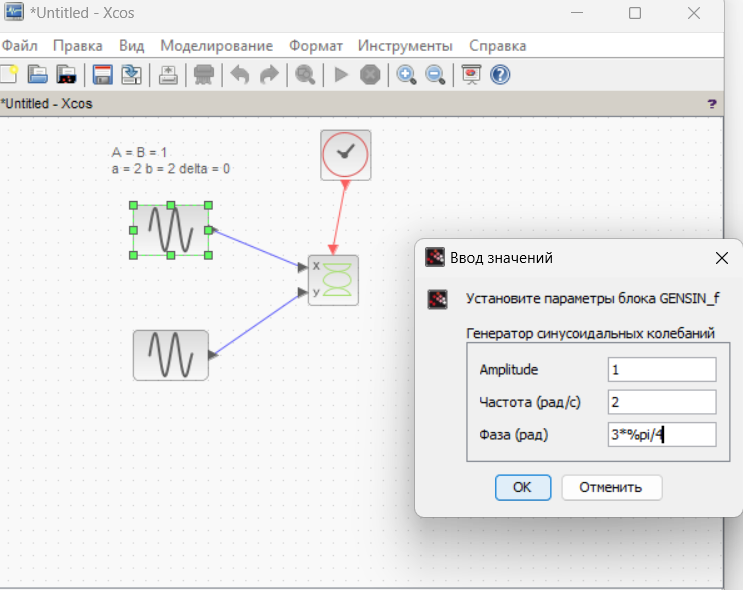 *Untitled - Xcos
Файл Правка Вид Моделирование Формат Инструменты Справка
*Untitled - Xcos
?
A = B = 1
a = 2 b = 2 delta = 0
x
y
Ввод значений
Установите параметры блока GENSIN_f
Генератор синусоидальных колебаний
Amplitude 1
Частота (рад/с) 2
Фаза (рад) 3*%pi/4
OK Отменить